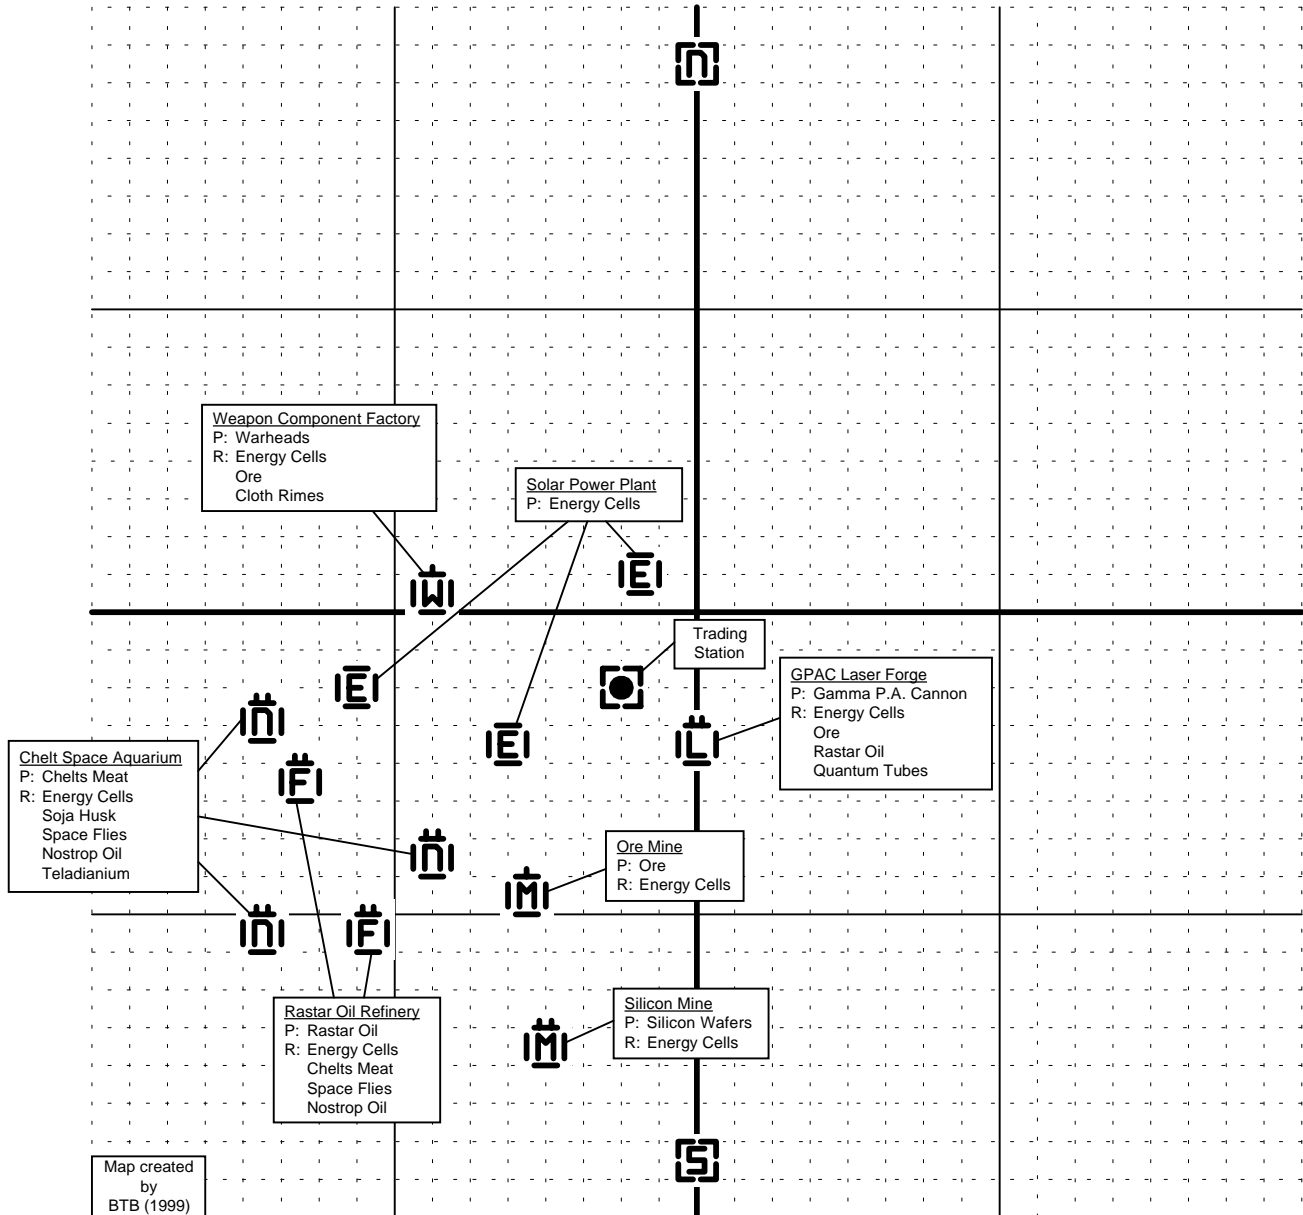 n
Weapon Component Factory
P: Warheads
R: Energy Cells
Ore
Cloth Rimes
Solar Power Plant
P: Energy Cells
E
W
Trading
Station
E
GPAC Laser Forge
P: Gamma P.A. Cannon
R: Energy Cells
Ore
Rastar Oil
Quantum Tubes
n
E
L
Chelt Space Aquarium
P: Chelts Meat
R: Energy Cells
Soja Husk
Space Flies
Nostrop Oil
Teladianium
F
n
Ore Mine
P: Ore
R: Energy Cells
M
n
F
Rastar Oil Refinery
P: Rastar Oil
R: Energy Cells
Chelts Meat
Space Flies
Nostrop Oil
Silicon Mine
P: Silicon Wafers
R: Energy Cells
M
S
Map created
by
BTB (1999)